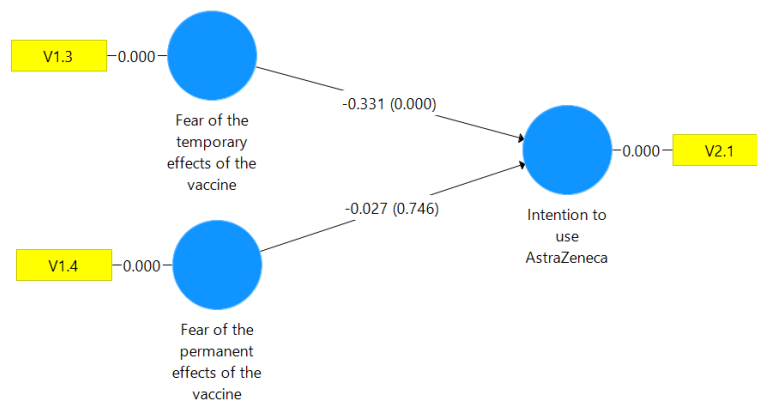 V1.3
0.000
Fear of the
temporary
effects of the
vaccine
-0.331 (0.000)
0.000
V2.1
Intention to
use
AstraZeneca
-0.027 (0.746)
V1.4
0.000
Fear of the
permanent
effects of the
vaccine